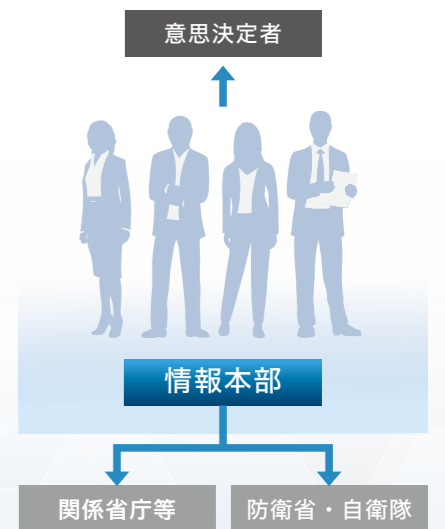 意思決定者
情報本部
関係省庁等
防衛省・自衛隊